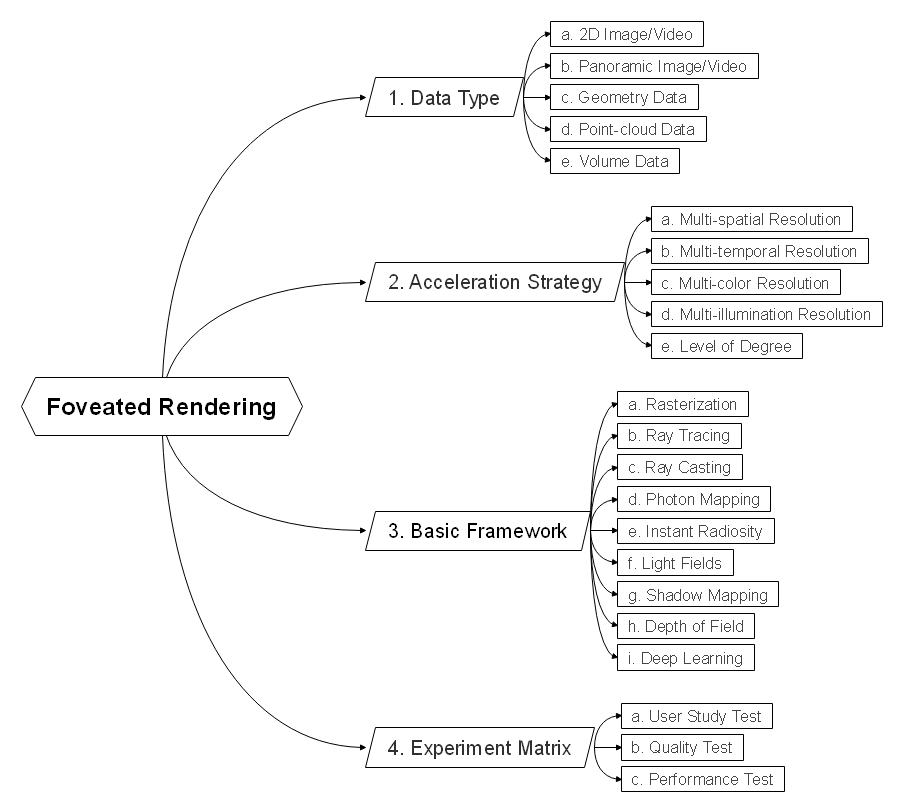 Foveated Rendering
1. Data Type
a. 2D Image/Video
b. Panoramic Image/Video
c. Geometry Data
d. Point-cloud Data
e. Volume Data
2. Acceleration Strategy
a. Multi-spatial Resolution
b. Multi-temporal Resolution
c. Multi-color Resolution
d. Multi-illumination Resolution
e. Level of Degree
3. Basic Framework
a. Rasterization
b. Ray Tracing
c. Ray Casting
d. Photon Mapping
e. Instant Radiosity
f. Light Fields
g. Shadow Mapping
h. Depth of Field
i. Deep Learning
4. Experiment Matrix
a. User Study Test
b. Quality Test
c. Performance Test